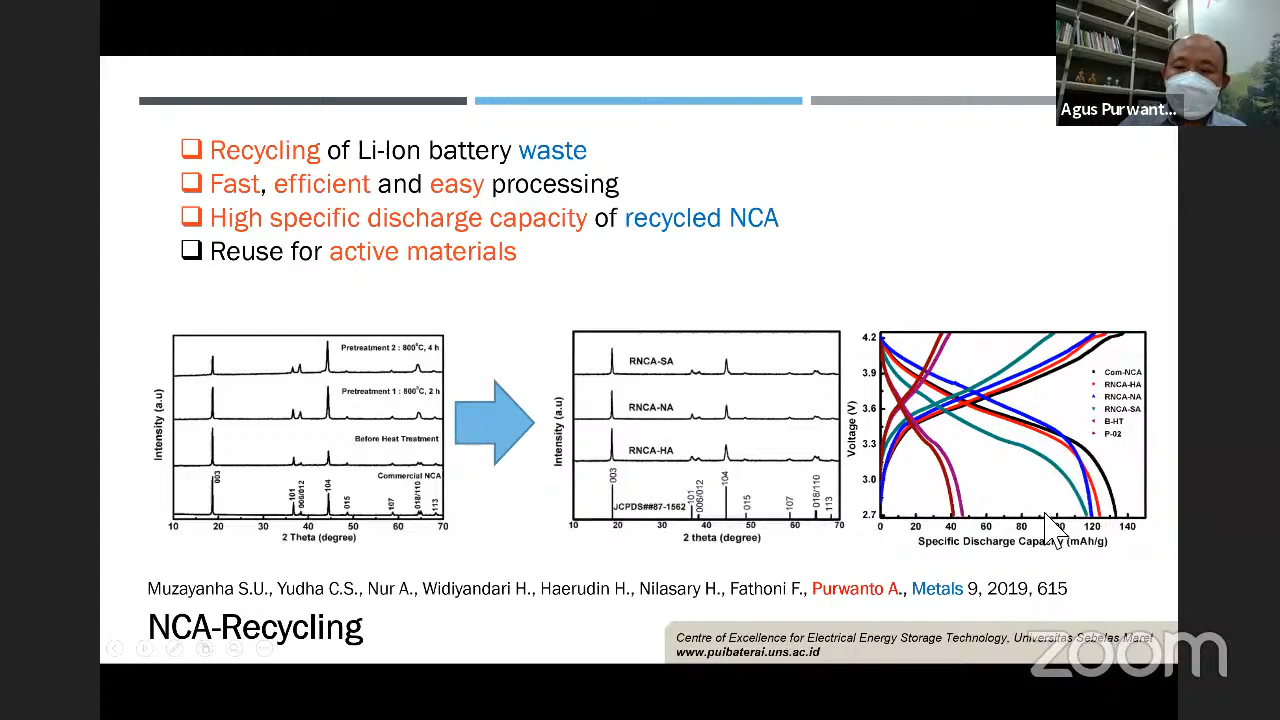 Agus Purwant...
❑ Recycling of Li-Ion battery waste
❑ Fast, efficient and easy processing
❑ High specific discharge capacity of recycled NCA
❑ Reuse for active materials
Pretreatment 2 : 800°C, 4 h
Pretreatment 1 : 800°C, 2 h
Before Heat Treatment
Commercial NCA
003
101
006/012
104
015
107
018/110
113
Intensity (a.u)
10 20 30 40 50 60 70
2 Theta (degree)
RNCA-SA
RNCA-NA
RNCA-HA
JCPDS##87-1562
003
101
006/012
104
015
107
018/110
113
Intensity (a.u)
10 20 30 40 50 60 70
2 theta (degree)
4.2
3.9
3.6
3.3
3.0
2.7
Voltage (V)
Com-NCA
RNCA-HA
RNCA-NA
RNCA-SA
B-HT
P-02
0 20 40 60 80 100 120 140
Specific Discharge Capacity (mAh/g)
Muzayanha S.U., Yudha C.S., Nur A., Widiyandari H., Haerudin H., Nilasary H., Fathoni F., Purwanto A., Metals 9, 2019, 615
NCA-Recycling
Centre of Excellence for Electrical Energy Storage Technology, Universitas Sebelas Maret
www.puibaterai.uns.ac.id
zoom